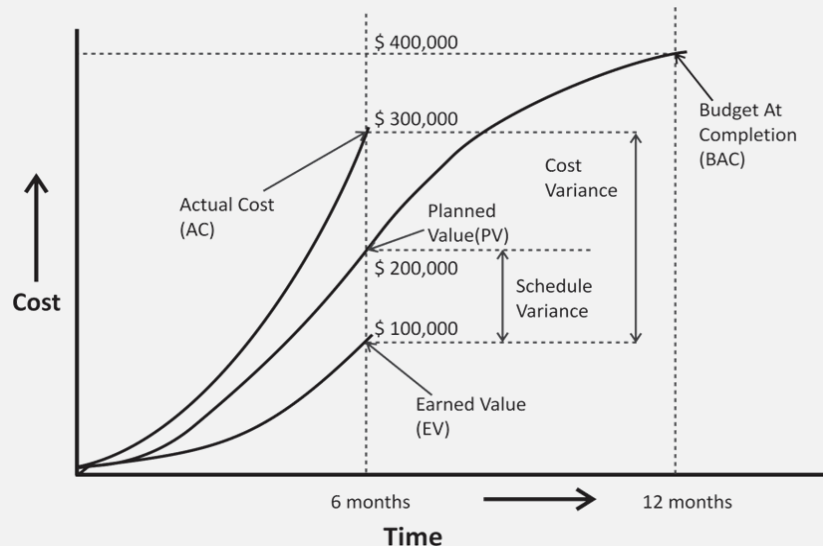 $ 400,000
$ 300,000
Budget At
Completion
(BAC)
Cost
Variance
Actual Cost
(AC)
Planned
Value(PV)
$ 200,000
Schedule
Variance
Cost
$ 100,000
Earned Value
(EV)
6 months
12 months
Time